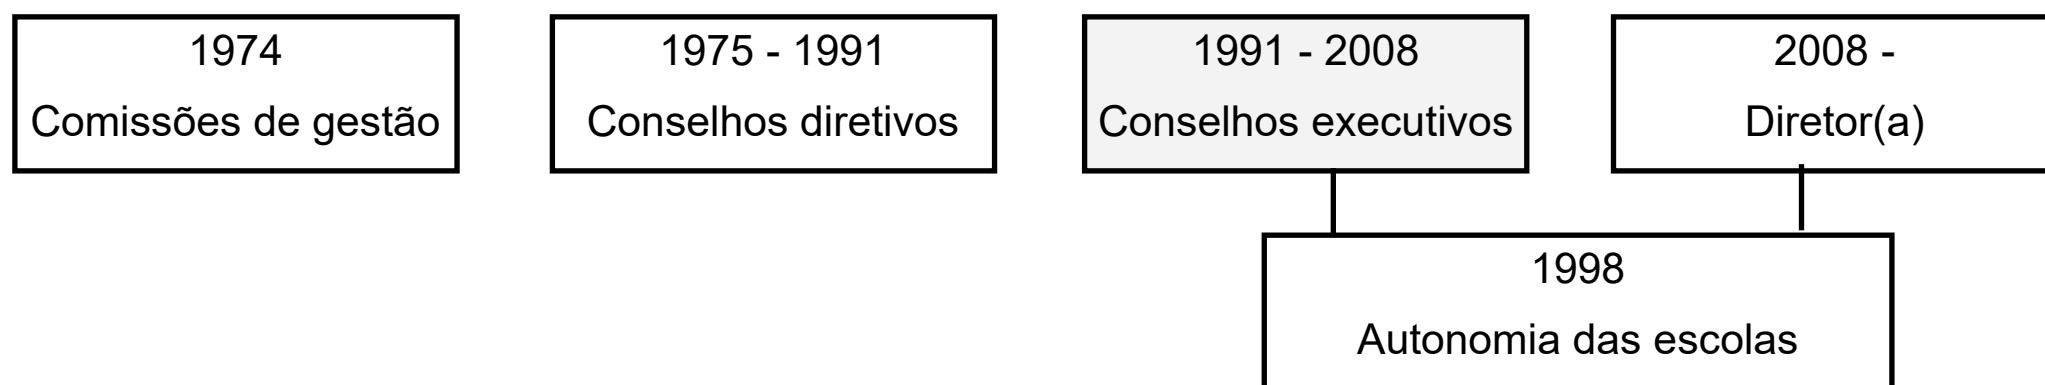 1974
Comissões de gestão
1975 - 1991
Conselhos diretivos
1991 - 2008
Conselhos executivos
2008 -
Diretor(a)
1998
Autonomia das escolas